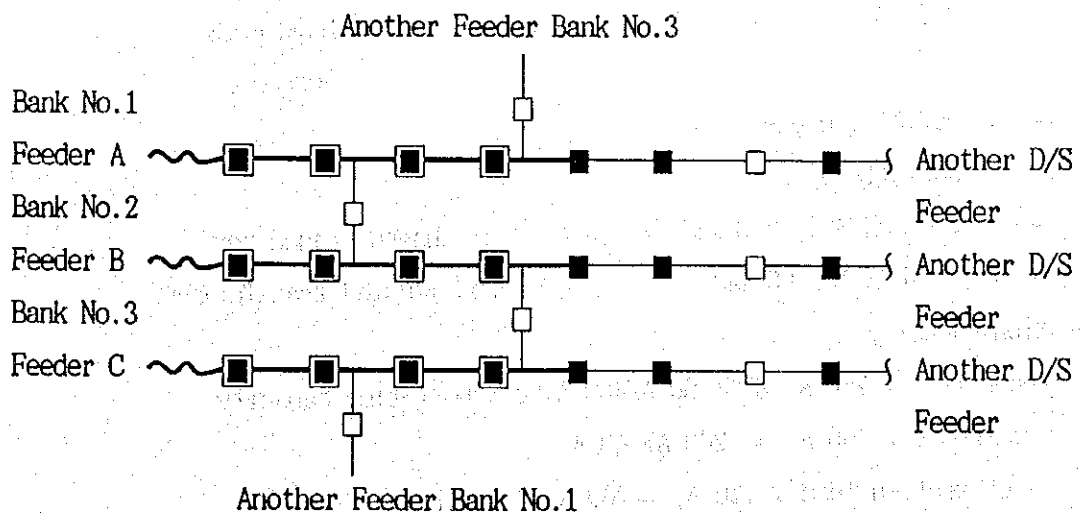 Another Feeder Bank No.3
Bank No.1
Feeder A
Another D/S
Bank No.2
Feeder
Feeder B
Another D/S
Bank No.3
Feeder
Feeder C
Another D/S
Feeder
Another Feeder Bank No.1